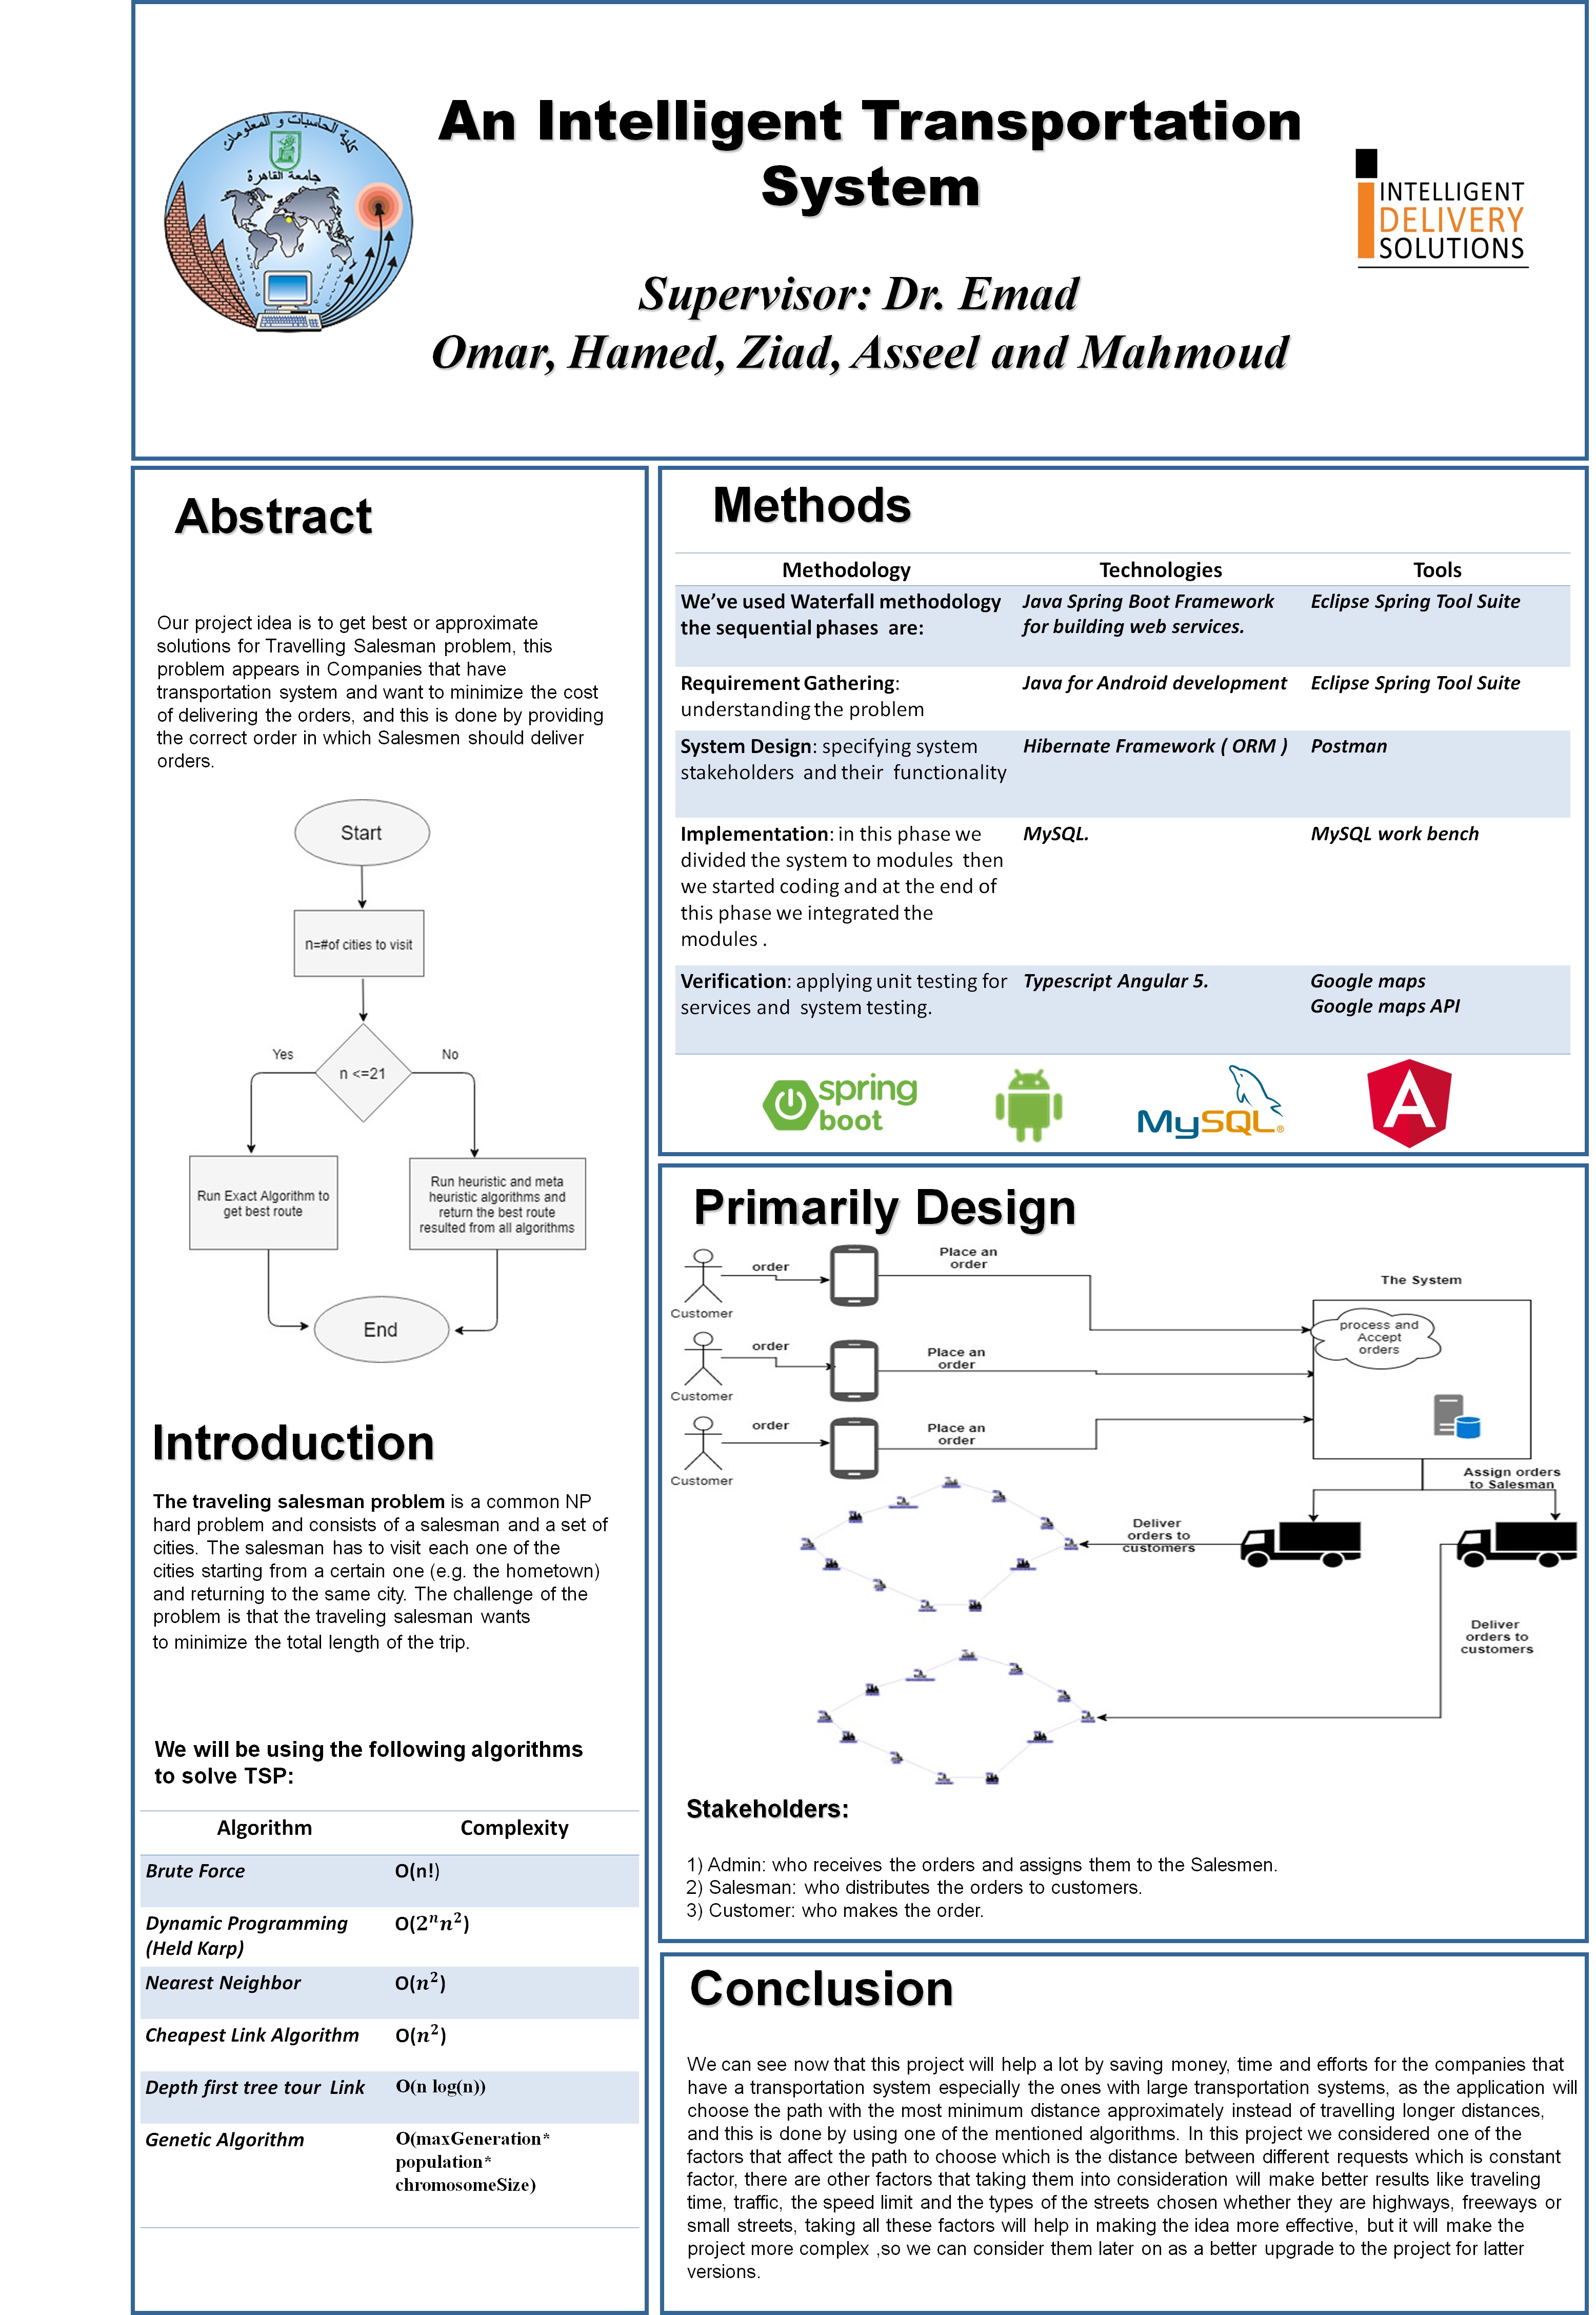 كلية الحاسبات و المعلومات
جامعة القاهرة
An Intelligent Transportation
System
Supervisor: Dr. Emad
Omar, Hamed, Ziad, Asseel and Mahmoud
INTELLIGENT
DELIVERY
SOLUTIONS
Abstract
Our project idea is to get best or approximate
solutions for Travelling Salesman problem, this
problem appears in Companies that have
transportation system and want to minimize the cost
of delivering the orders, and this is done by providing
the correct order in which Salesmen should deliver
orders.
Start
n=#of cities to visit
Yes
No
n <=21
Run Exact Algorithm to
get best route
Run heuristic and meta
heuristic algorithms and
return the best route
resulted from all algorithms
End
Introduction
The traveling salesman problem is a common NP
hard problem and consists of a salesman and a set of
cities. The salesman has to visit each one of the
cities starting from a certain one (e.g. the hometown)
and returning to the same city. The challenge of the
problem is that the traveling salesman wants
to minimize the total length of the trip.
We will be using the following algorithms
to solve TSP:
Algorithm Complexity
Brute Force O(n!)
Dynamic Programming O(2ⁿn²)
(Held Karp)
Nearest Neighbor O(n²)
Cheapest Link Algorithm O(n²)
Depth first tree tour Link O(n log(n))
Genetic Algorithm O(maxGeneration*
population*
chromosomeSize)
Methods
Methodology Technologies Tools
We've used Waterfall methodology Java Spring Boot Framework Eclipse Spring Tool Suite
the sequential phases are: for building web services.
Requirement Gathering: Java for Android development Eclipse Spring Tool Suite
understanding the problem
System Design: specifying system Hibernate Framework ( ORM ) Postman
stakeholders and their functionality
Implementation: in this phase we MySQL. MySQL work bench
divided the system to modules then
we started coding and at the end of
this phase we integrated the
modules .
Verification: applying unit testing for Typescript Angular 5. Google maps
services and system testing. Google maps API
spring
boot
MySQL®
A
Primarily Design
order
Place an
order
Customer
The System
process and
Accept
orders
order
Place an
order
Customer
order
Place an
order
Customer
Assign orders
to Salesman
Deliver
orders to
customers
Deliver
orders to
customers
Stakeholders:
1) Admin: who receives the orders and assigns them to the Salesmen.
2) Salesman: who distributes the orders to customers.
3) Customer: who makes the order.
Conclusion
We can see now that this project will help a lot by saving money, time and efforts for the companies that
have a transportation system especially the ones with large transportation systems, as the application will
choose the path with the most minimum distance approximately instead of travelling longer distances,
and this is done by using one of the mentioned algorithms. In this project we considered one of the
factors that affect the path to choose which is the distance between different requests which is constant
factor, there are other factors that taking them into consideration will make better results like traveling
time, traffic, the speed limit and the types of the streets chosen whether they are highways, freeways or
small streets, taking all these factors will help in making the idea more effective, but it will make the
project more complex ,so we can consider them later on as a better upgrade to the project for latter
versions.